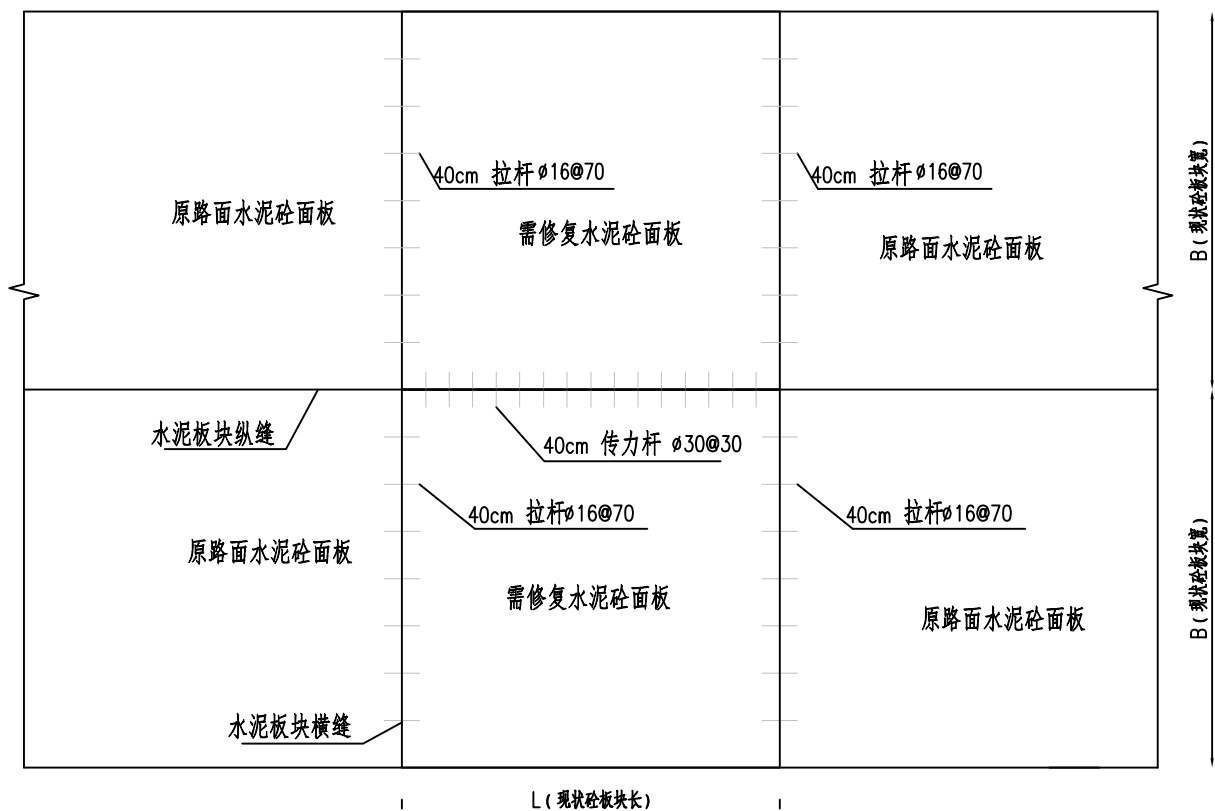 40cm 拉杆ø16@70
40cm 拉杆ø16@70
原路面水泥砼面板
需修复水泥砼面板
原路面水泥砼面板
B(现状砼板块宽)
水泥板块纵缝
40cm 传力杆 ø30@30
40cm 拉杆ø16@70
40cm 拉杆ø16@70
原路面水泥砼面板
需修复水泥砼面板
原路面水泥砼面板
B(现状砼板块宽)
水泥板块横缝
L(现状砼板块长)